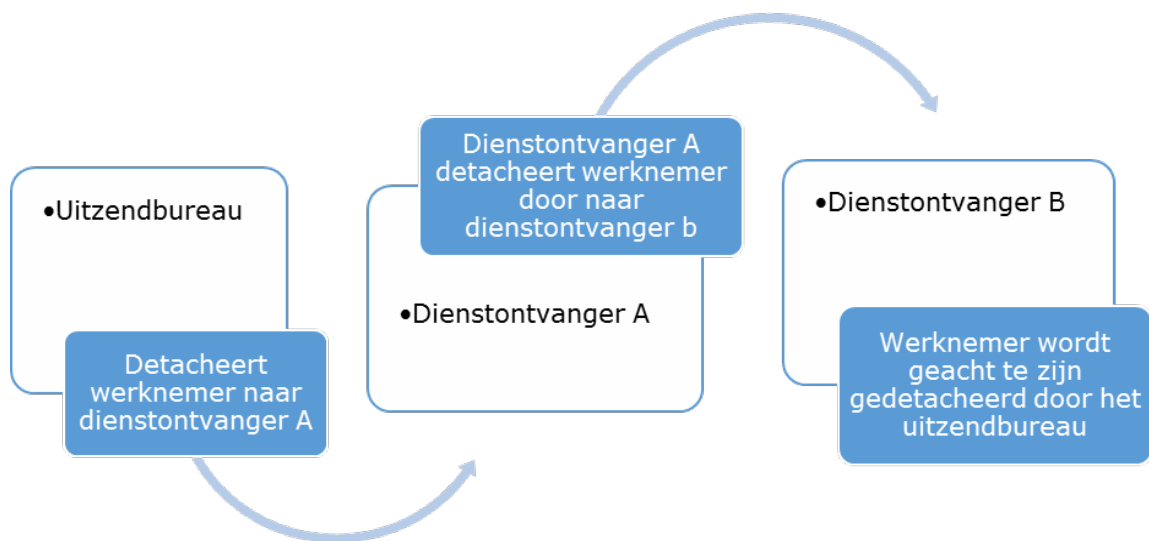 •Uitzendbureau
Detacheert
werknemer naar
dienstontvanger A
Dienstontvanger A
detacheert werknemer
door naar
dienstontvanger b
•Dienstontvanger A
•Dienstontvanger B
Werknemer wordt
geacht te zijn
gedetacheerd door het
uitzendbureau